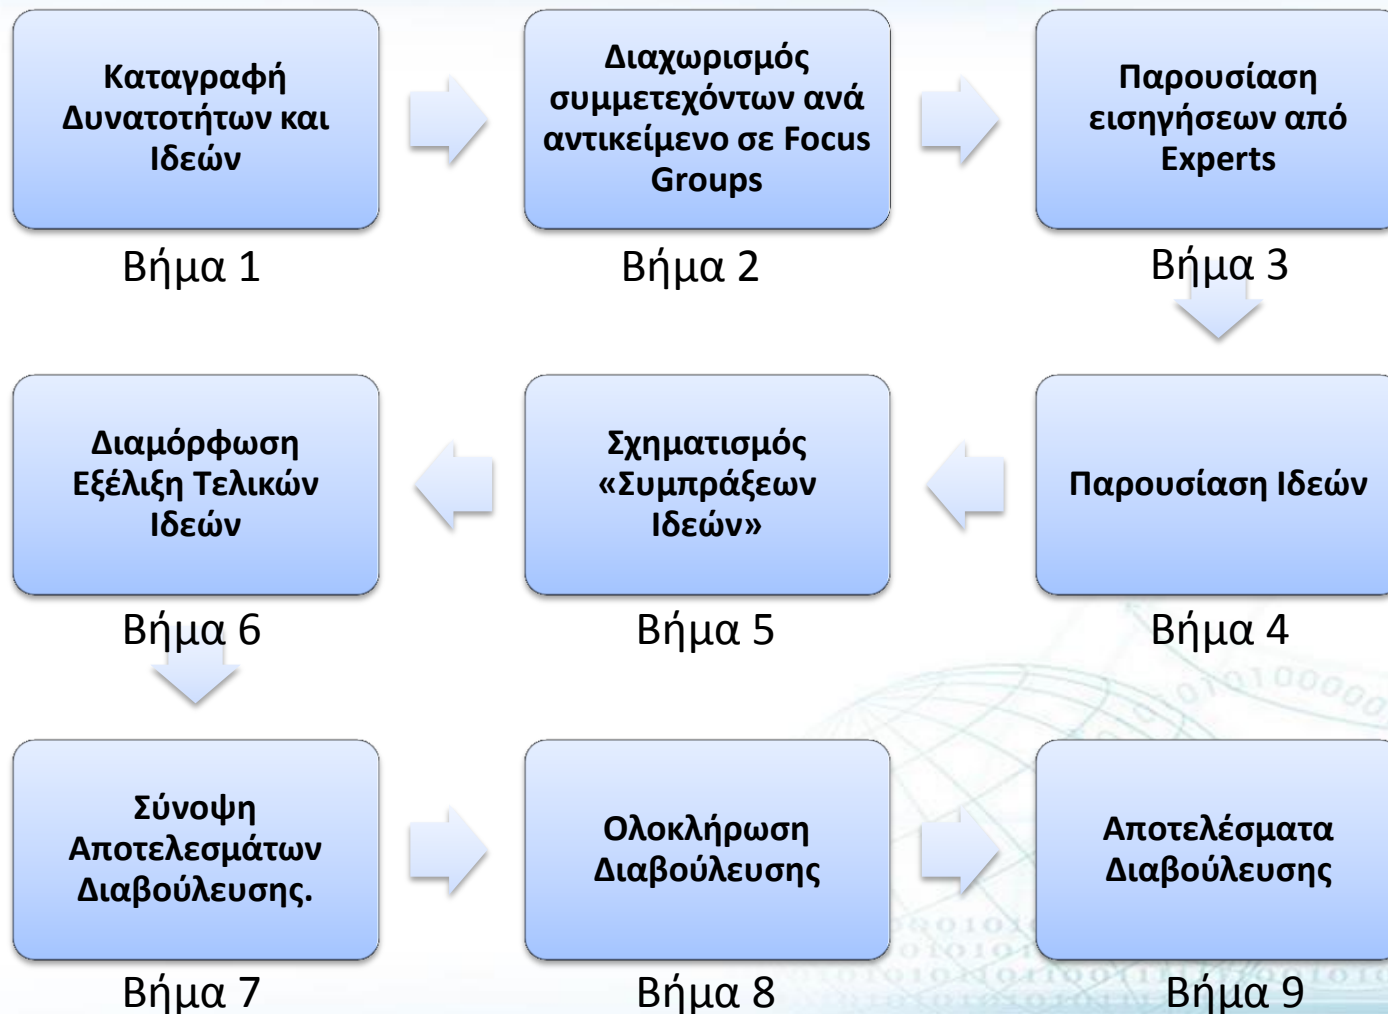 Καταγραφή
Δυνατοτήτων και
Ιδεών
Βήμα 1
Διαχωρισμός
συμμετεχόντων ανά
αντικείμενο σε Focus
Groups
Βήμα 2
Παρουσίαση
εισηγήσεων από
Experts
Βήμα 3
Παρουσίαση Ιδεών
Βήμα 4
Σχηματισμός
«Συμπράξεων
Ιδεών»
Βήμα 5
Διαμόρφωση
Εξέλιξη Τελικών
Ιδεών
Βήμα 6
Σύνοψη
Αποτελεσμάτων
Διαβούλευσης.
Βήμα 7
Ολοκλήρωση
Διαβούλευσης
Βήμα 8
Αποτελέσματα
Διαβούλευσης
Βήμα 9